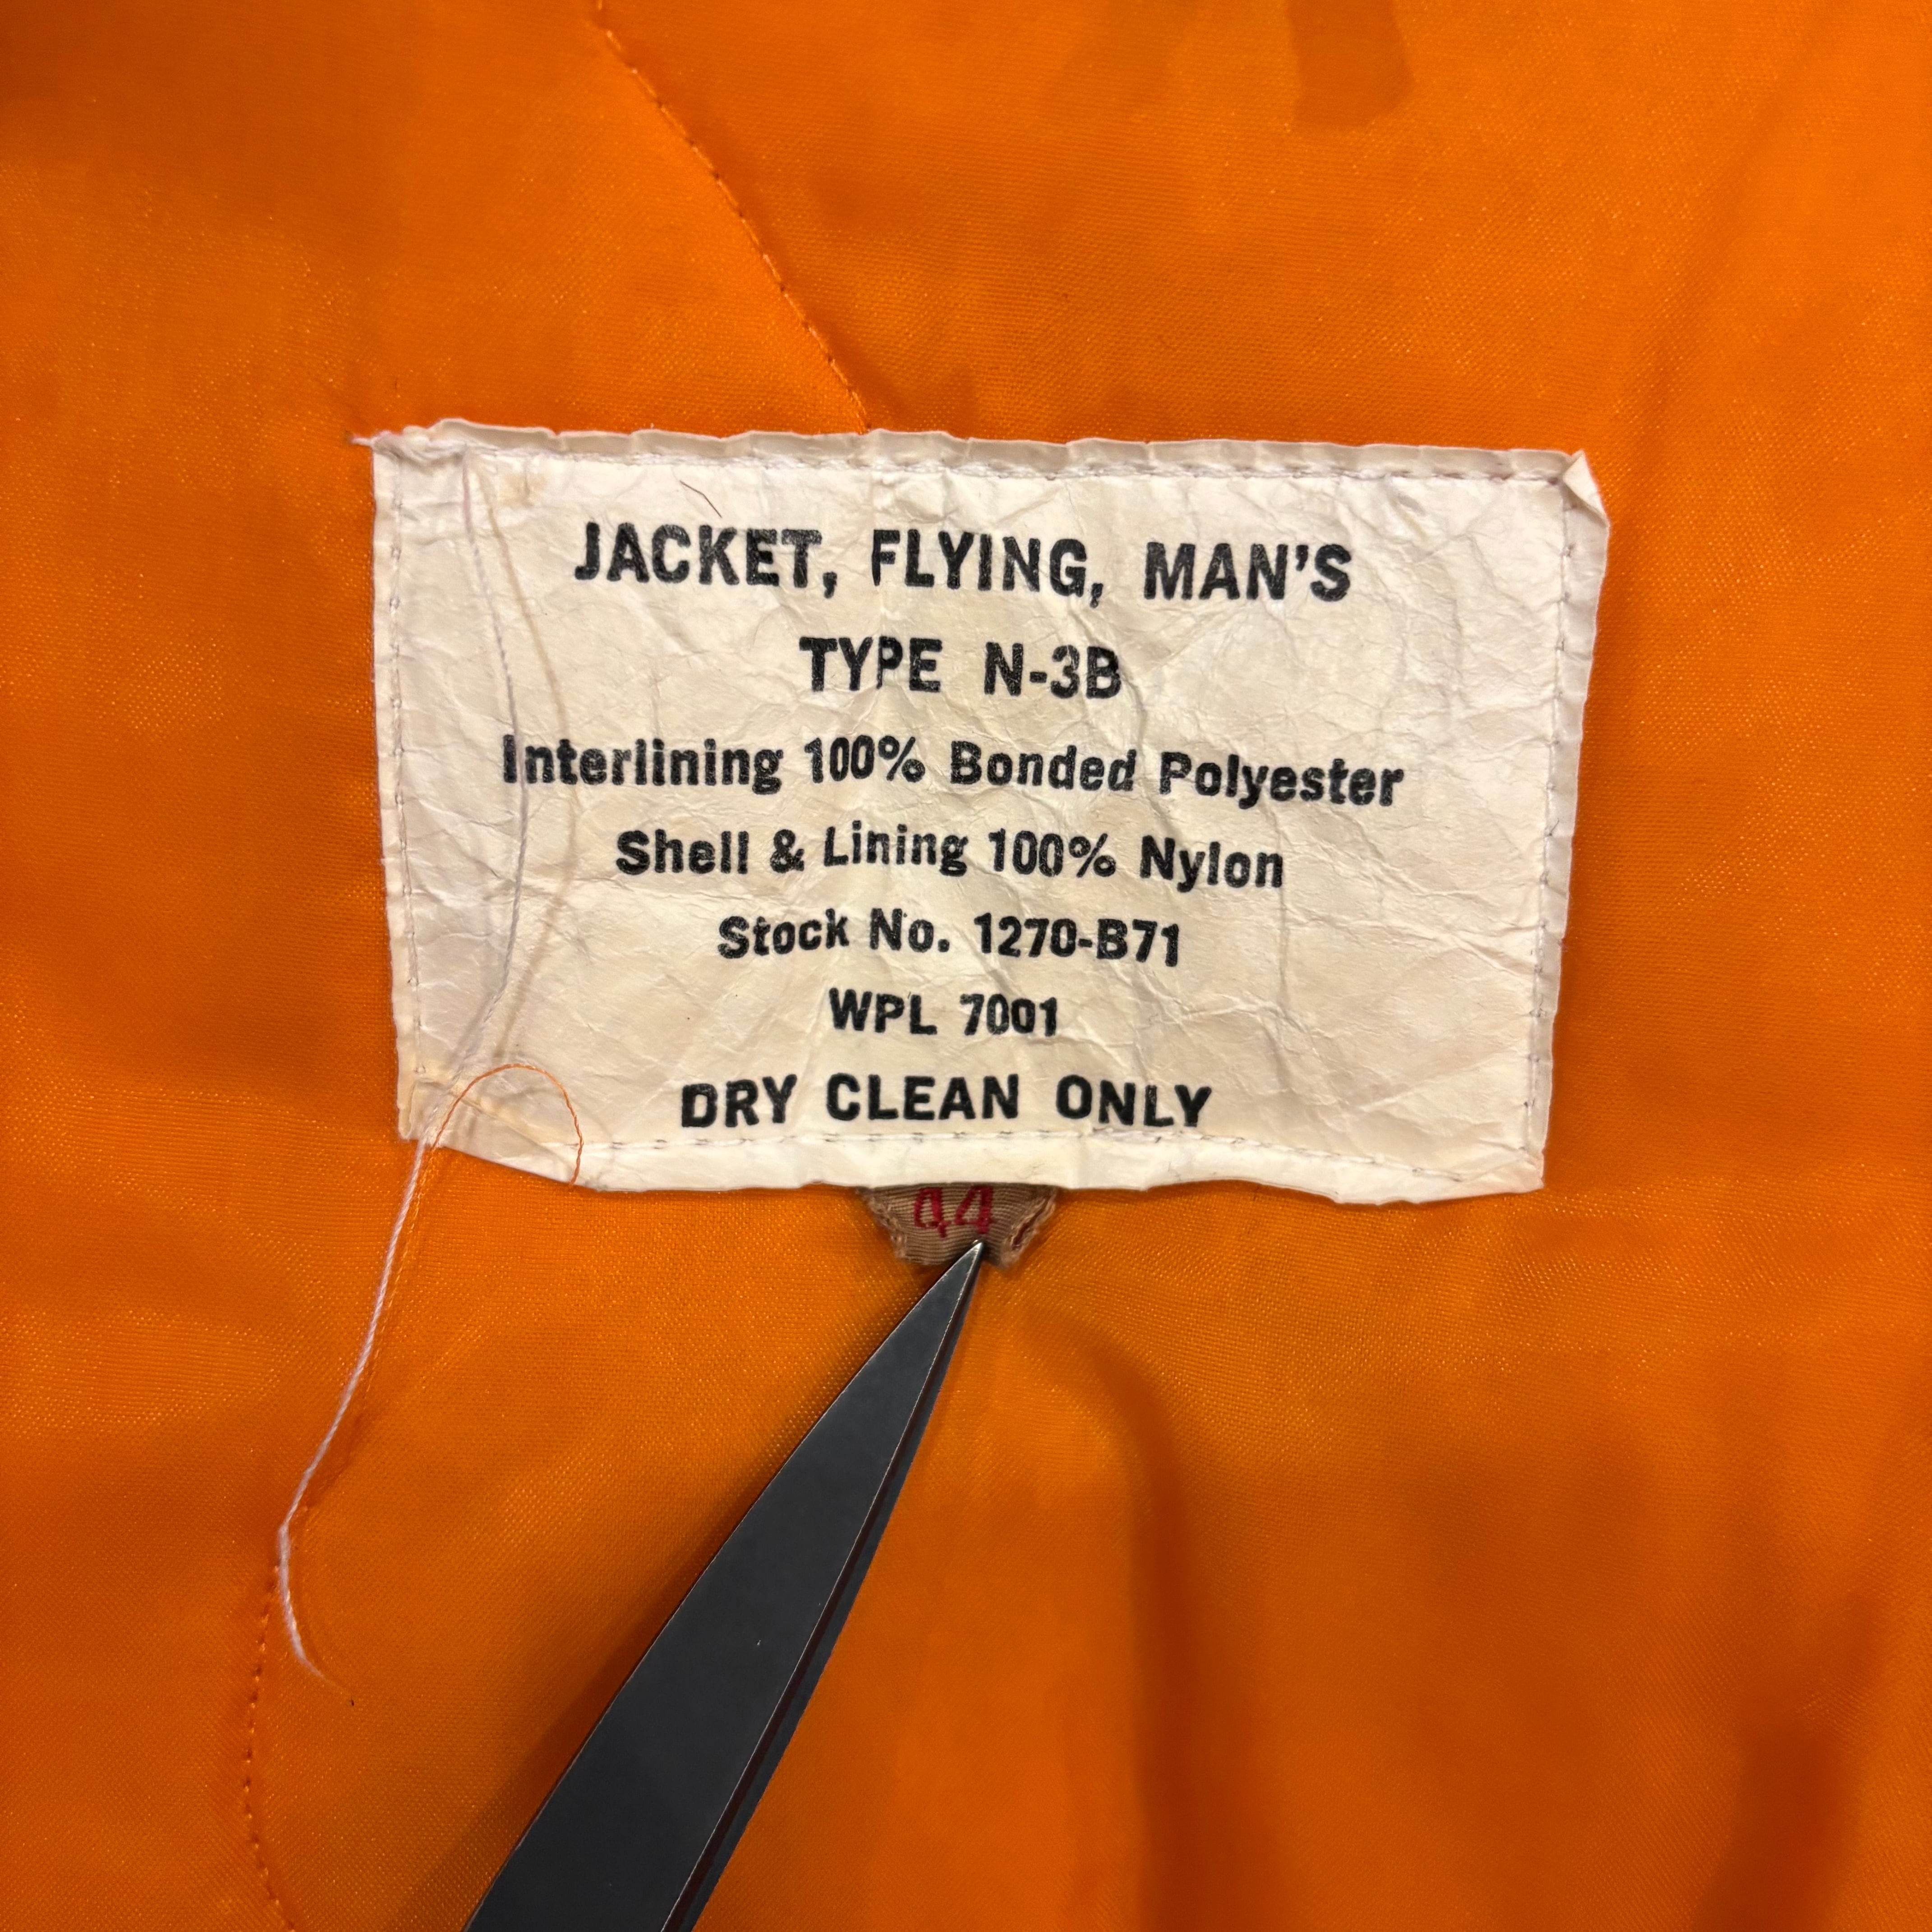 JACKET, FLYING, MAN'S
TYPE N-3B
Interlining 100% Bonded Polyester
Shell & Lining 100% Nylon
Stock No. 1270-B71
WPL 7001
DRY CLEAN ONLY
44